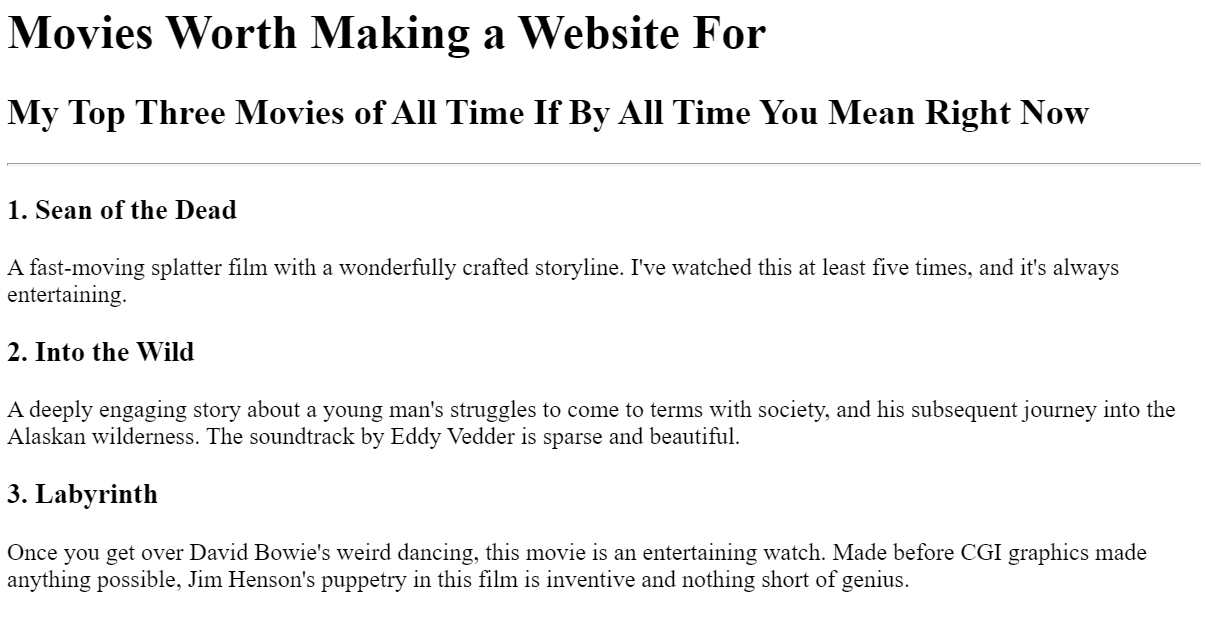 Movies Worth Making a Website For
My Top Three Movies of All Time If By All Time You Mean Right Now
1. Sean of the Dead
A fast-moving splatter film with a wonderfully crafted storyline. I've watched this at least five times, and it's always
entertaining.
2. Into the Wild
A deeply engaging story about a young man's struggles to come to terms with society, and his subsequent journey into the
Alaskan wilderness. The soundtrack by Eddy Vedder is sparse and beautiful.
3. Labyrinth
Once you get over David Bowie's weird dancing, this movie is an entertaining watch. Made before CGI graphics made
anything possible, Jim Henson's puppetry in this film is inventive and nothing short of genius.